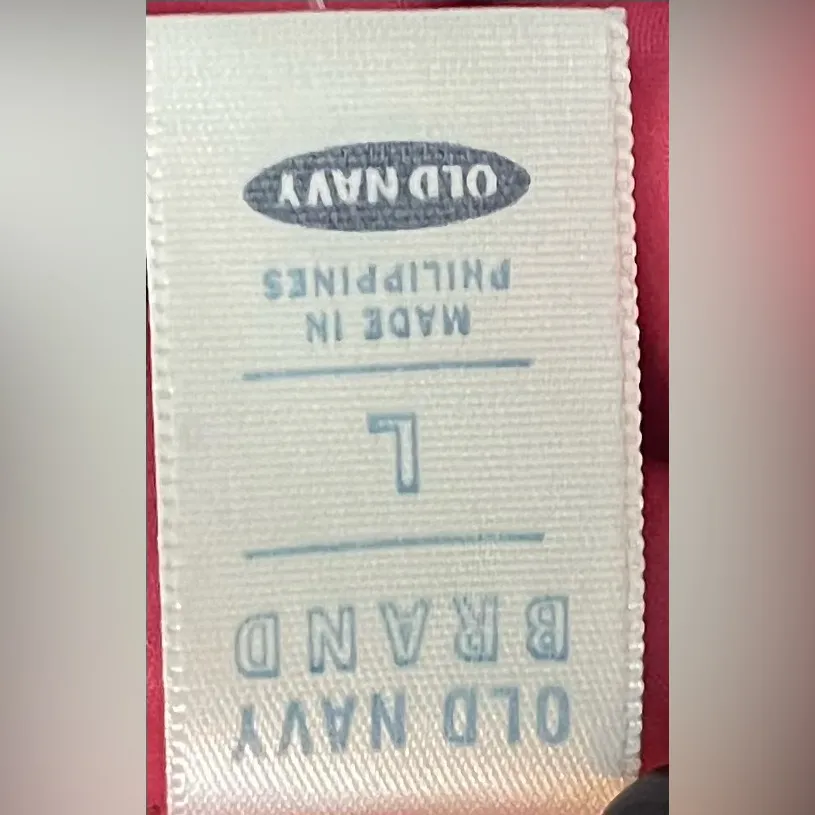 OLD NAVY
BRAND
L
MADE IN
PHILIPPINES
OLD NAVY